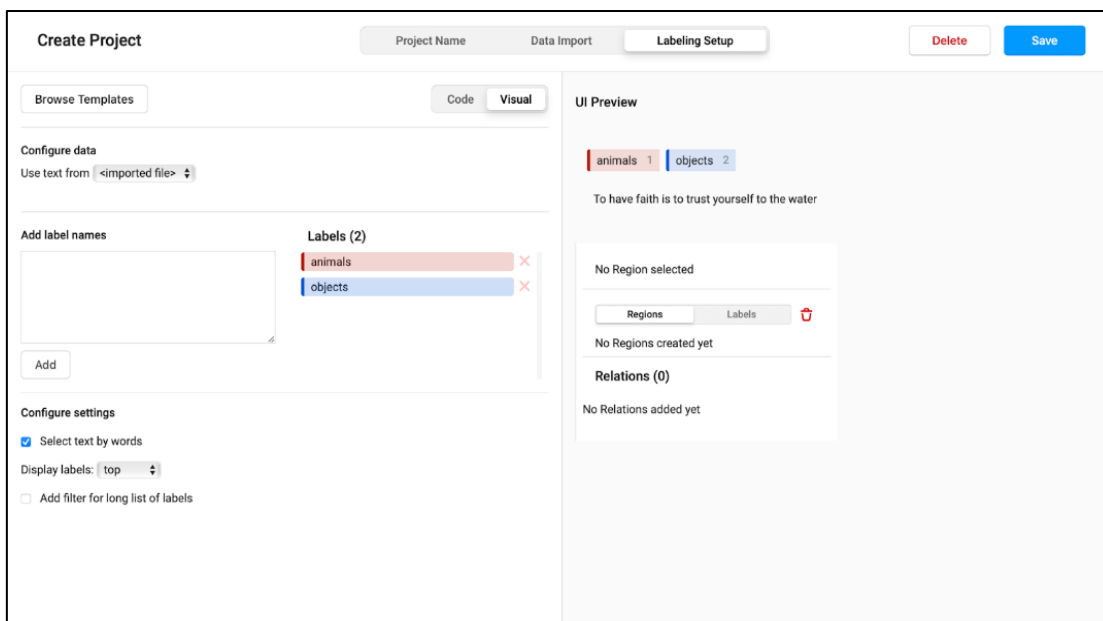 Create Project
Project Name
Data Import
Labeling Setup
Delete
Save
Browse Templates
Code
Visual
Configure data
Use text from <imported file>
Add label names
Labels (2)
animals
objects
Add
Configure settings
Select text by words
Display labels: top
Add filter for long list of labels
UI Preview
animals 1 objects 2
To have faith is to trust yourself to the water
No Region selected
Regions
Labels
No Regions created yet
Relations (0)
No Relations added yet